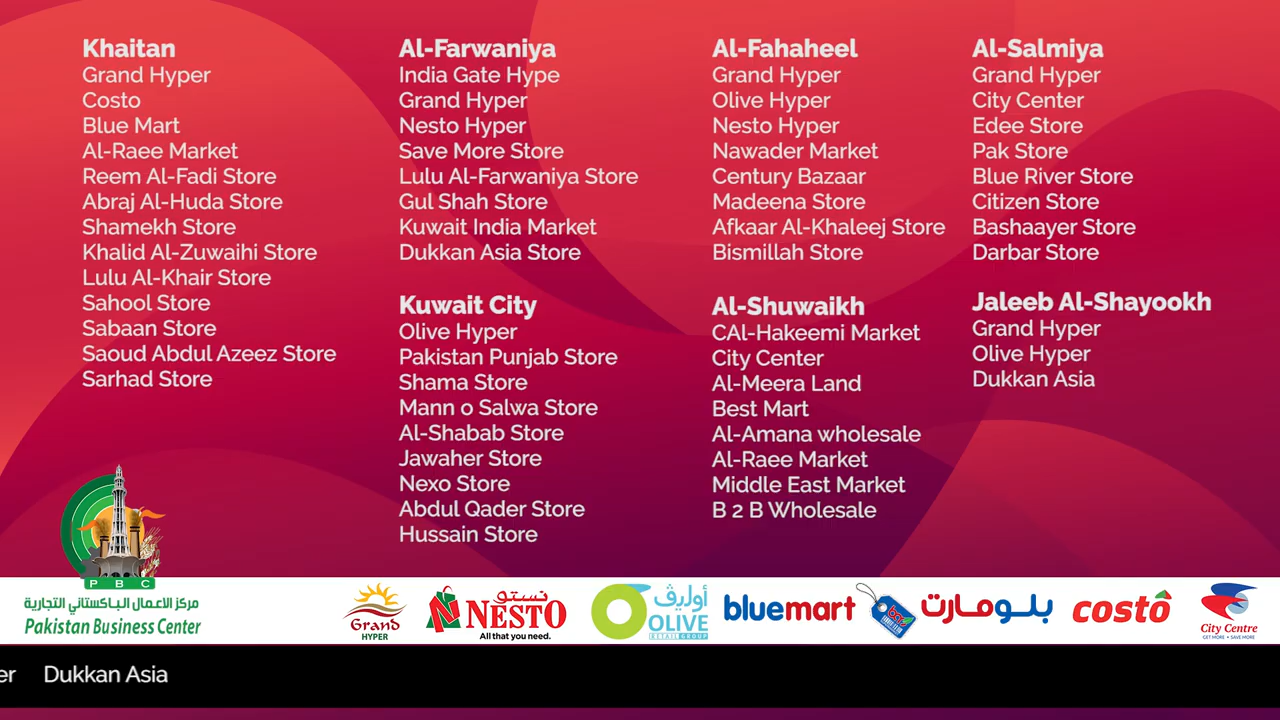 Khaitan
Grand Hyper
Costo
Blue Mart
Al-Raee Market
Reem Al-Fadi Store
Abraj Al-Huda Store
Shamekh Store
Khalid Al-Zuwaihi Store
Lulu Al-Khair Store
Sahool Store
Sabaan Store
Saoud Abdul Azeez Store
Sarhad Store
Al-Farwaniya
India Gate Hype
Grand Hyper
Nesto Hyper
Save More Store
Lulu Al-Farwaniya Store
Gul Shah Store
Kuwait India Market
Dukkan Asia Store
Kuwait City
Olive Hyper
Pakistan Punjab Store
Shama Store
Mann o Salwa Store
Al-Shabab Store
Jawaher Store
Nexo Store
Abdul Qader Store
Hussain Store
Al-Fahaheel
Grand Hyper
Olive Hyper
Nesto Hyper
Nawader Market
Century Bazaar
Madeena Store
Afkaar Al-Khaleej Store
Bismillah Store
Al-Shuwaikh
CAl-Hakeemi Market
City Center
Al-Meera Land
Best Mart
Al-Amana wholesale
Al-Raee Market
Middle East Market
B 2 B Wholesale
Al-Salmiya
Grand Hyper
City Center
Edee Store
Pak Store
Blue River Store
Citizen Store
Bashaayer Store
Darbar Store
Jaleeb Al-Shayookh
Grand Hyper
Olive Hyper
Dukkan Asia
PBC
مركز الاعمال الباكستاني التجارية
Pakistan Business Center
Grand
HYPER
نستو
NESTO
All that you need.
أوليف
OLIVE
RETAIL GROUP
bluemart
بلومارت
costo
City Centre
GET MORE • SAVE MORE
er Dukkan Asia